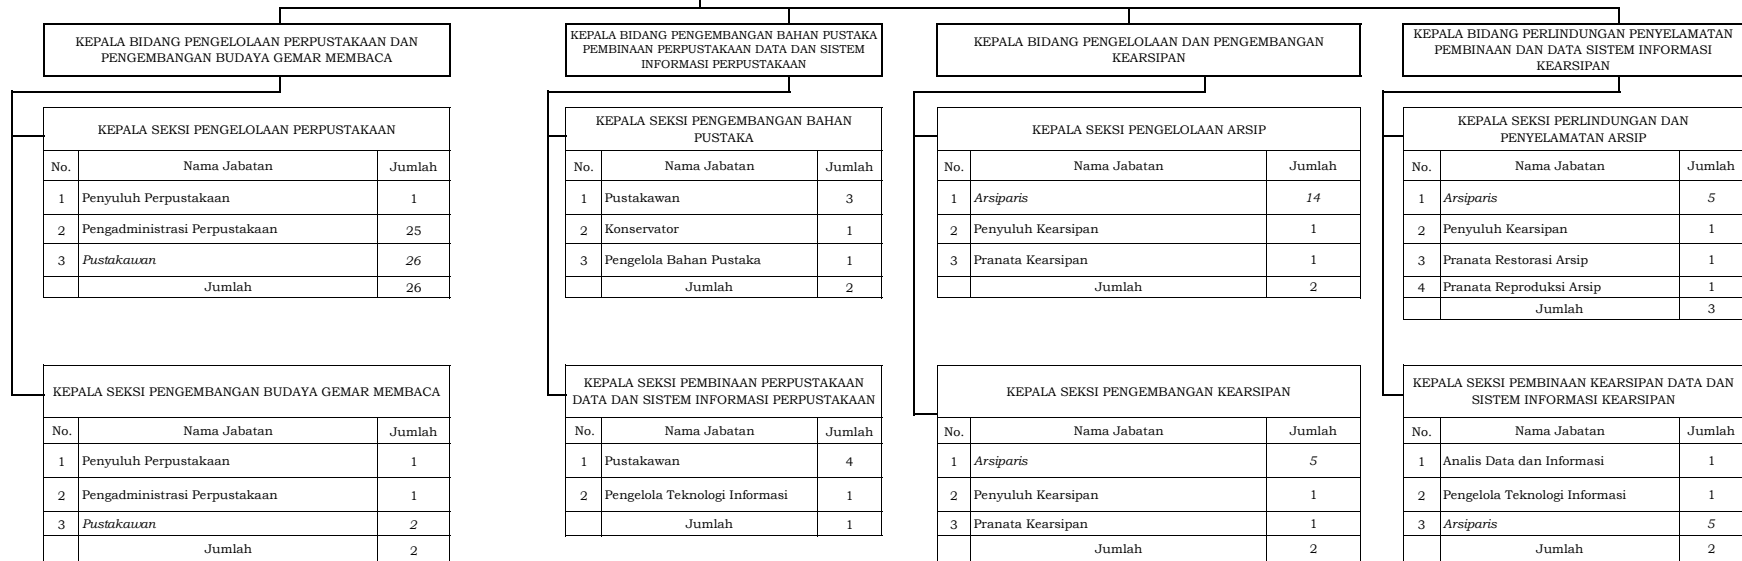 KEPALA BIDANG PENGELOLAAN PERPUSTAKAAN DAN
PENGEMBANGAN BUDAYA GEMAR MEMBACA
KEPALA SEKSI PENGELOLAAN PERPUSTAKAAN
No. Nama Jabatan Jumlah
1 Penyuluh Perpustakaan 1
2 Pengadministrasi Perpustakaan 25
3 Pustakawan 26
Jumlah 26
KEPALA SEKSI PENGEMBANGAN BUDAYA GEMAR MEMBACA
No. Nama Jabatan Jumlah
1 Penyuluh Perpustakaan 1
2 Pengadministrasi Perpustakaan 1
3 Pustakawan 2
Jumlah 2
KEPALA BIDANG PENGEMBANGAN BAHAN PUSTAKA
PEMBINAAN PERPUSTAKAAN DATA DAN SISTEM
INFORMASI PERPUSTAKAAN
KEPALA SEKSI PENGEMBANGAN BAHAN
PUSTAKA
No. Nama Jabatan Jumlah
1 Pustakawan 3
2 Konservator 1
3 Pengelola Bahan Pustaka 1
Jumlah 2
KEPALA SEKSI PEMBINAAN PERPUSTAKAAN
DATA DAN SISTEM INFORMASI PERPUSTAKAAN
No. Nama Jabatan Jumlah
1 Pustakawan 4
2 Pengelola Teknologi Informasi 1
Jumlah 1
KEPALA BIDANG PENGELOLAAN DAN PENGEMBANGAN
KEARSIPAN
KEPALA SEKSI PENGELOLAAN ARSIP
No. Nama Jabatan Jumlah
1 Arsiparis 14
2 Penyuluh Kearsipan 1
3 Pranata Kearsipan 1
Jumlah 2
KEPALA SEKSI PENGEMBANGAN KEARSIPAN
No. Nama Jabatan Jumlah
1 Arsiparis 5
2 Penyuluh Kearsipan 1
3 Pranata Kearsipan 1
Jumlah 2
KEPALA BIDANG PERLINDUNGAN PENYELAMATAN
PEMBINAAN DAN DATA SISTEM INFORMASI
KEARSIPAN
KEPALA SEKSI PERLINDUNGAN DAN
PENYELAMATAN ARSIP
No. Nama Jabatan Jumlah
1 Arsiparis 5
2 Penyuluh Kearsipan 1
3 Pranata Restorasi Arsip 1
4 Pranata Reproduksi Arsip 1
Jumlah 3
KEPALA SEKSI PEMBINAAN KEARSIPAN DATA DAN
SISTEM INFORMASI KEARSIPAN
No. Nama Jabatan Jumlah
1 Analis Data dan Informasi 1
2 Pengelola Teknologi Informasi 1
3 Arsiparis 5
Jumlah 2